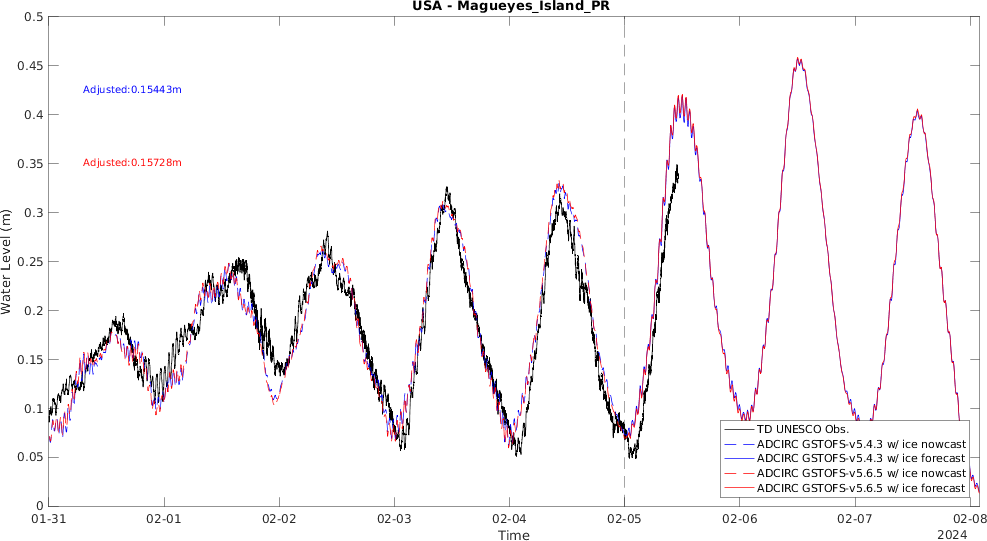 USA - Magueyes_Island_PR
0.5
0.45
0.4
0.35
0.3
0.25
0.2
0.15
0.1
0.05
0
Water Level (m)
Adjusted:0.15443m
Adjusted:0.15728m
TD UNESCO Obs.
ADCIRC GSTOFS-v5.4.3 w/ ice nowcast
ADCIRC GSTOFS-v5.4.3 w/ ice forecast
ADCIRC GSTOFS-v5.6.5 w/ ice nowcast
ADCIRC GSTOFS-v5.6.5 w/ ice forecast
01-31 02-01 02-02 02-03 02-04 02-05 02-06 02-07 02-08
Time
2024